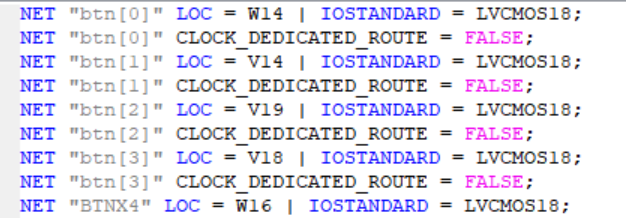 NET "btn[0]" LOC = W14 | IOSTANDARD = LVCMOS18;
NET "btn[0]" CLOCK_DEDICATED_ROUTE = FALSE;
NET "btn[1]" LOC = V14 | IOSTANDARD = LVCMOS18;
NET "btn[1]" CLOCK_DEDICATED_ROUTE = FALSE;
NET "btn[2]" LOC = V19 | IOSTANDARD = LVCMOS18;
NET "btn[2]" CLOCK_DEDICATED_ROUTE = FALSE;
NET "btn[3]" LOC = V18 | IOSTANDARD = LVCMOS18;
NET "btn[3]" CLOCK_DEDICATED_ROUTE = FALSE;
NET "BTNX4" LOC = W16 | IOSTANDARD = LVCMOS18;